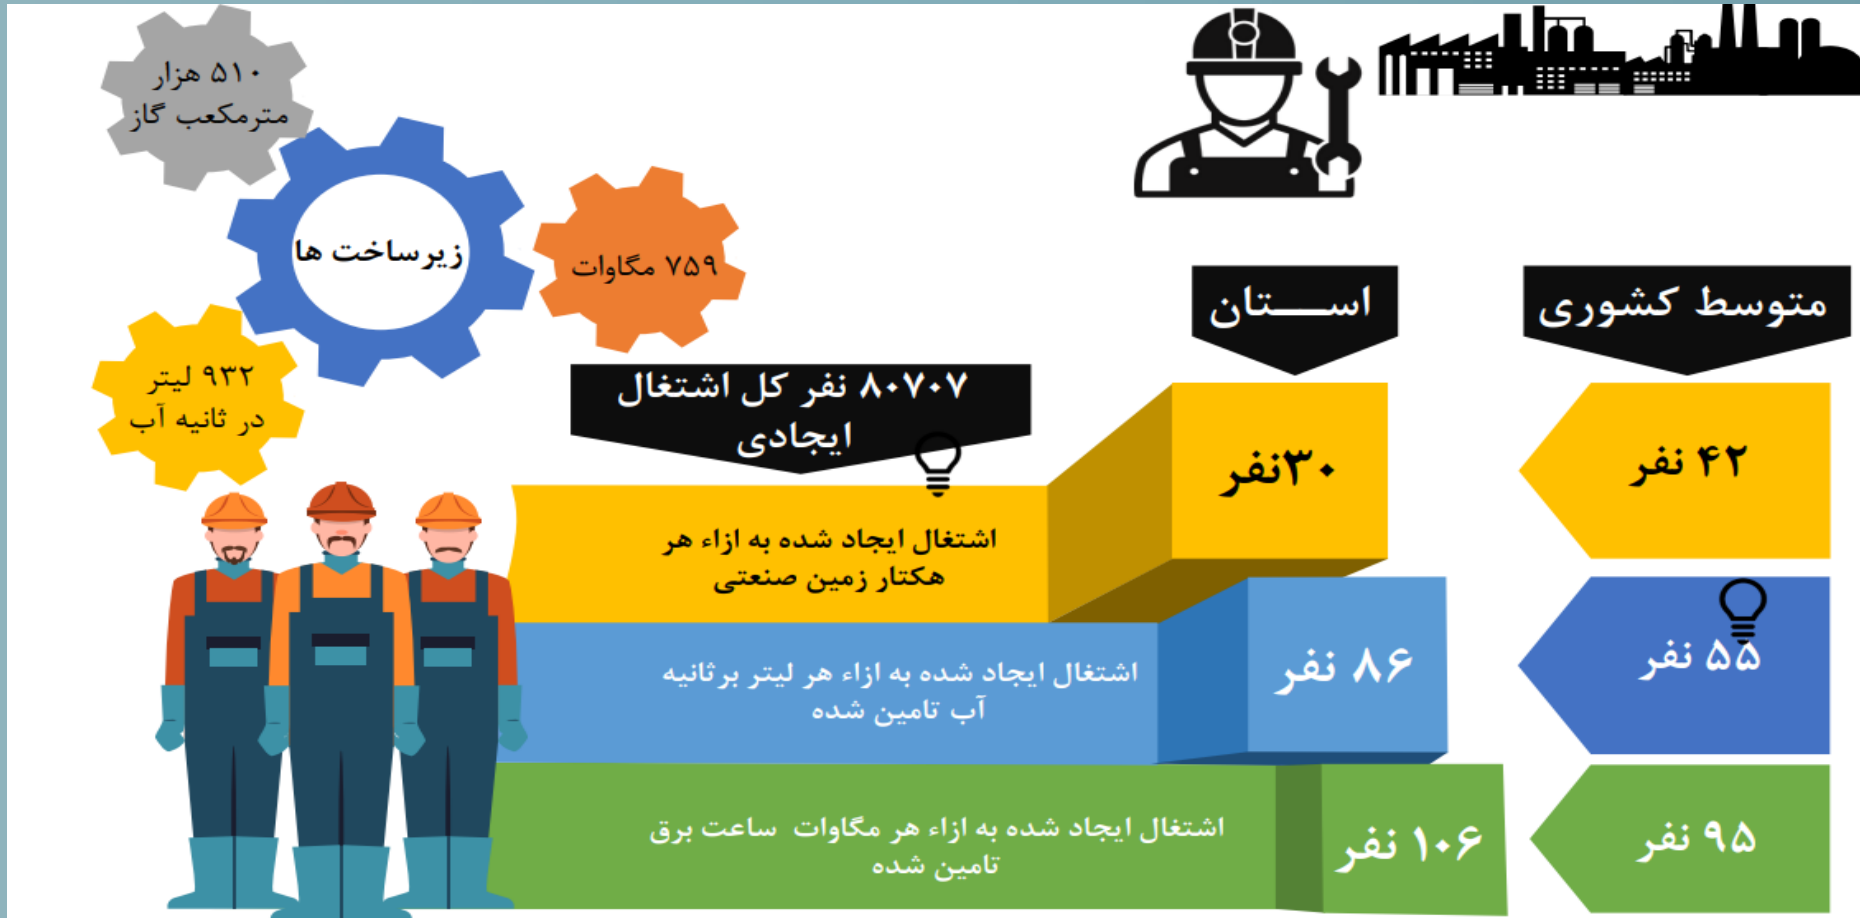 ۵۱۰ هزار
مترمکعب گاز
زیرساخت ها
۷۵۹ مگاوات
۹۳۲ لیتر
در ثانیه آب
متوسط کشوری
استان
۸۰۷۰۷ نفر کل اشتغال
ایجادی
۴۲ نفر
۳۰نفر
اشتغال ایجاد شده به ازاء هر
هکتار زمین صنعتی
۵۵ نفر
۸۶ نفر
اشتغال ایجاد شده به ازاء هر لیتر برثانیه
آب تامین شده
۹۵ نفر
۱۰۶ نفر
اشتغال ایجاد شده به ازاء هر مگاوات ساعت برق
تامین شده